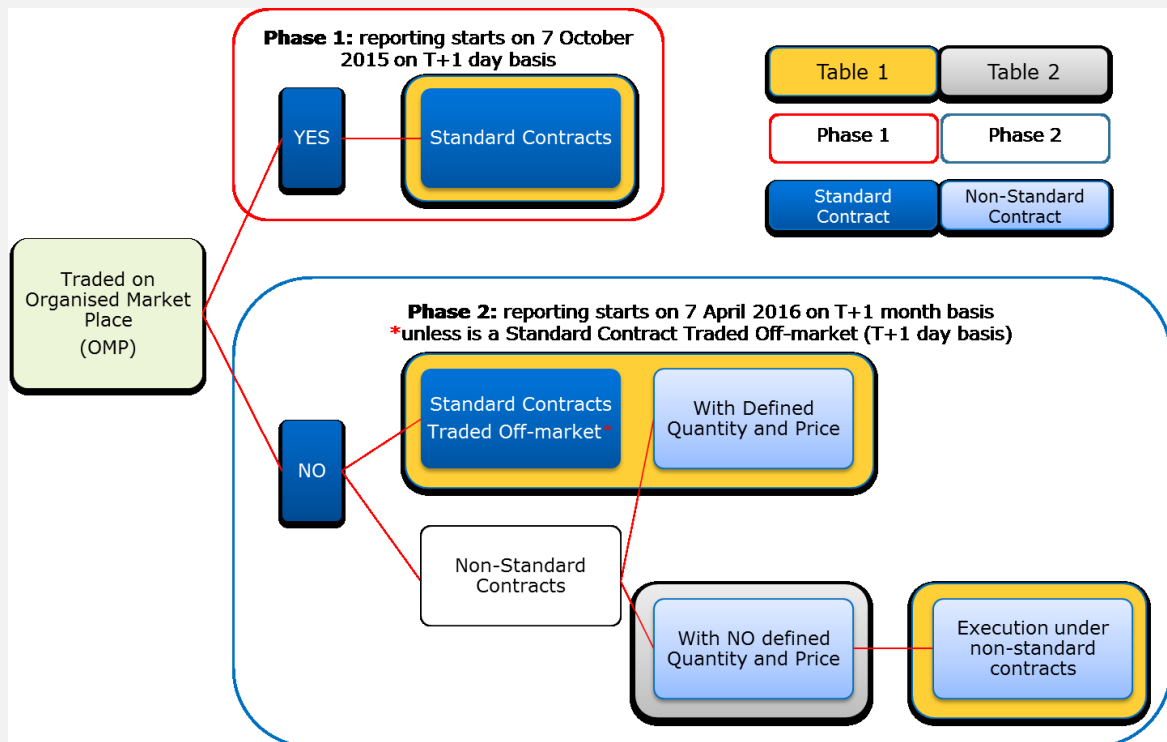 Phase 1: reporting starts on 7 October
2015 on T+1 day basis
YES
Standard Contracts
Table 1
Table 2
Phase 1
Phase 2
Standard
Contract
Non-Standard
Contract
Traded on
Organised Market
Place
(OMP)
Phase 2: reporting starts on 7 April 2016 on T+1 month basis
*unless is a Standard Contract Traded Off-market (T+1 day basis)
NO
Standard Contracts
Traded Off-market*
With Defined
Quantity and Price
Non-Standard
Contracts
With NO defined
Quantity and Price
Execution under
non-standard
contracts